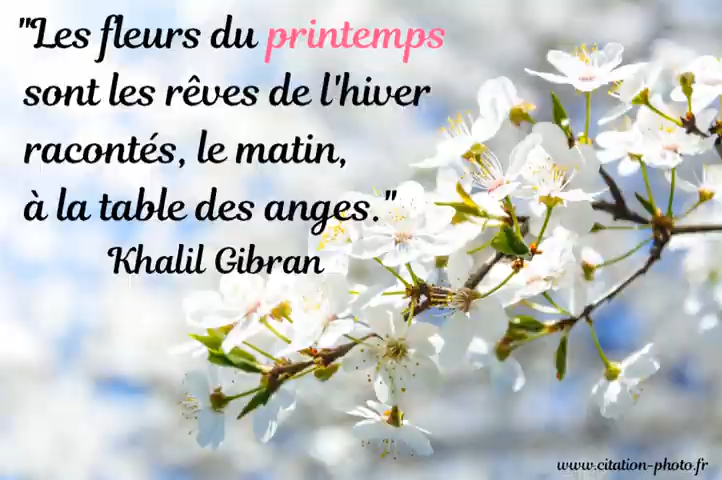 "Les fleurs du printemps
sont les rêves de l'hiver
racontés, le matin,
à la table des anges."
Khalil Gibran
www.citation-photo.fr